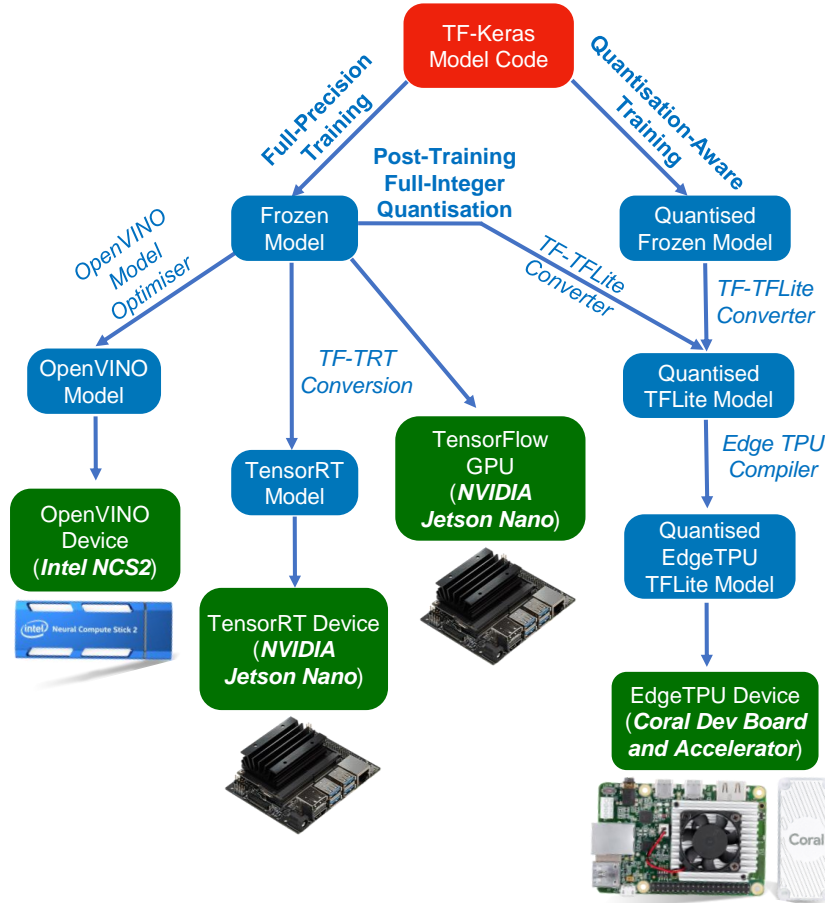 TF-Keras
Model Code
Full-Precision
Training
Quantisation-Aware
Training
Post-Training
Full-Integer
Quantisation
Frozen
Model
Quantised
Frozen Model
OpenVINO
Model
Optimiser
TF-TFLite
Converter
TF-TFLite
Converter
OpenVINO
Model
TF-TRT
Conversion
Quantised
TFLite Model
TensorFlow
GPU
(NVIDIA
Jetson Nano)
Edge TPU
Compiler
TensorRT
Model
OpenVINO
Device
(Intel NCS2)
Quantised
EdgeTPU
TFLite Model
intel Neural Compute Stick 2
TensorRT Device
(NVIDIA
Jetson Nano)
EdgeTPU Device
(Coral Dev Board
and Accelerator)
Coral